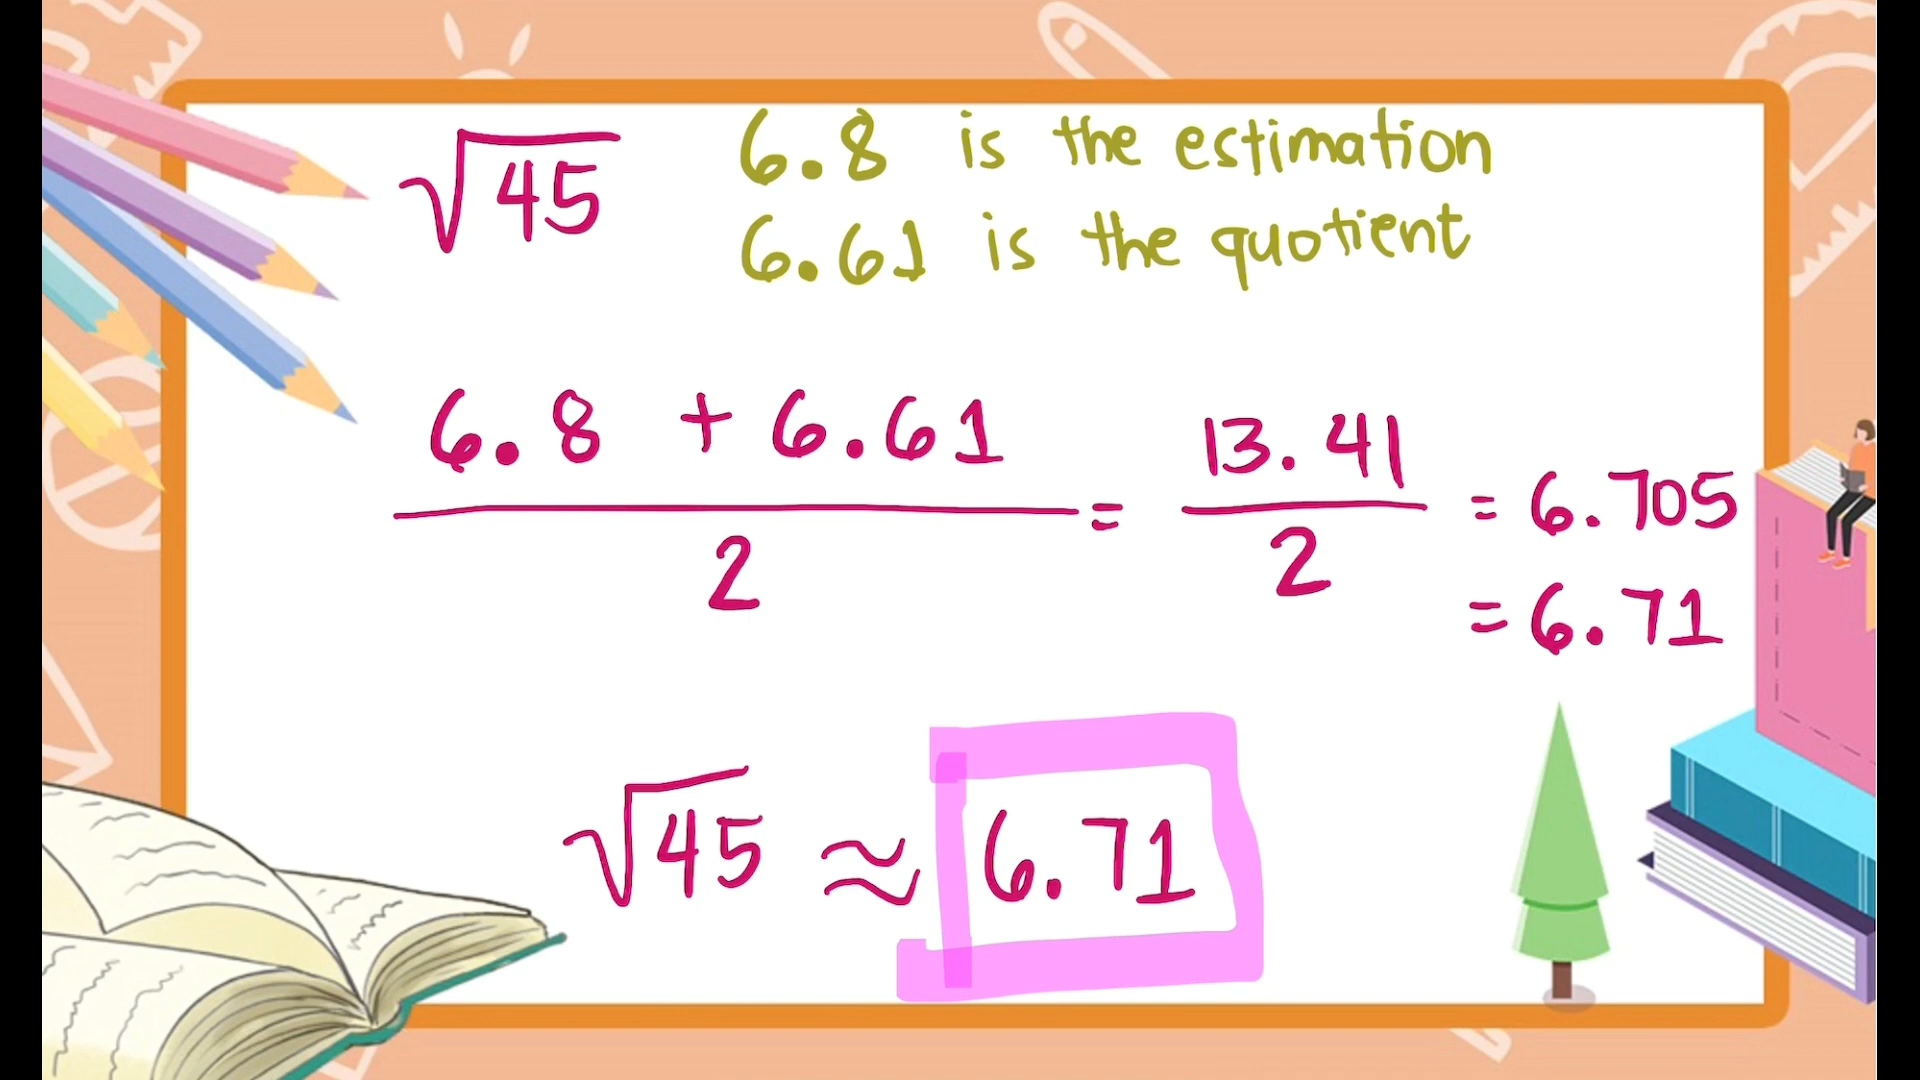 √45
6.8 is the estimation
6.61 is the quotient
6.8 + 6.61 / 2 = 13.41 / 2 = 6.705
= 6.71
√45 ≈ 6.71